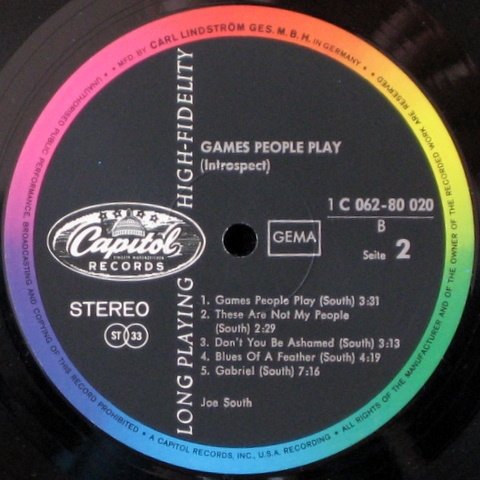 MFD. BY CARL LINDSTRÖM GES. M. B. H., IN GERMANY
UNAUTHORISED PUBLIC PERFORMANCE, BROADCASTING AND COPYING OF THIS RECORD PROHIBITED
ALL RIGHTS OF THE MANUFACTURER AND OF THE OWNER OF THE RECORDED WORK ARE RESERVED
A CAPITOL RECORDS, INC., U.S.A. RECORDING
LONG PLAYING HIGH-FIDELITY
GAMES PEOPLE PLAY
(Introspect)
1 C 062-80 020
B
Seite 2
GEMA
Capitol
RECORDS
STEREO
ST 33
1. Games People Play (South) 3:31
2. These Are Not My People
(South) 2:29
3. Don't You Be Ashamed (South) 3:13
4. Blues Of A Feather (South) 4:19
5. Gabriel (South) 7:16
Joe South